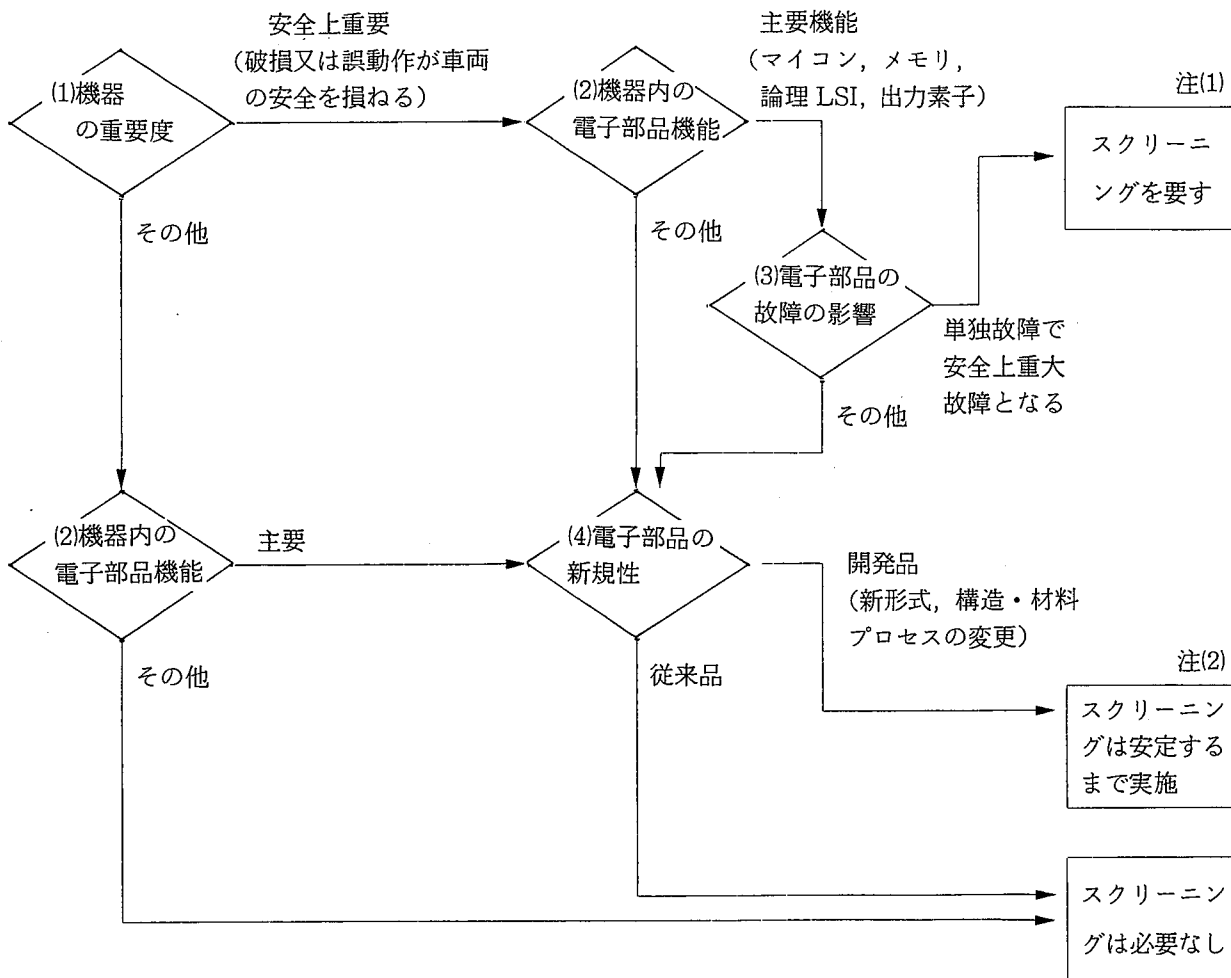 安全上重要
(破損又は誤動作が車両
の安全を損ねる)
主要機能
(マイコン,メモリ,
論理LSI,出力素子)
注(1)
(1)機器
の重要度
(2)機器内の
電子部品機能
スクリーニ
ングを要す
その他
その他
(3)電子部品の
故障の影響
単独故障で
安全上重大
故障となる
その他
(2)機器内の
電子部品機能
主要
(4)電子部品の
新規性
開発品
(新形式,構造・材料
プロセスの変更)
その他
従来品
注(2)
スクリーニン
グは安定する
まで実施
スクリーニン
グは必要なし